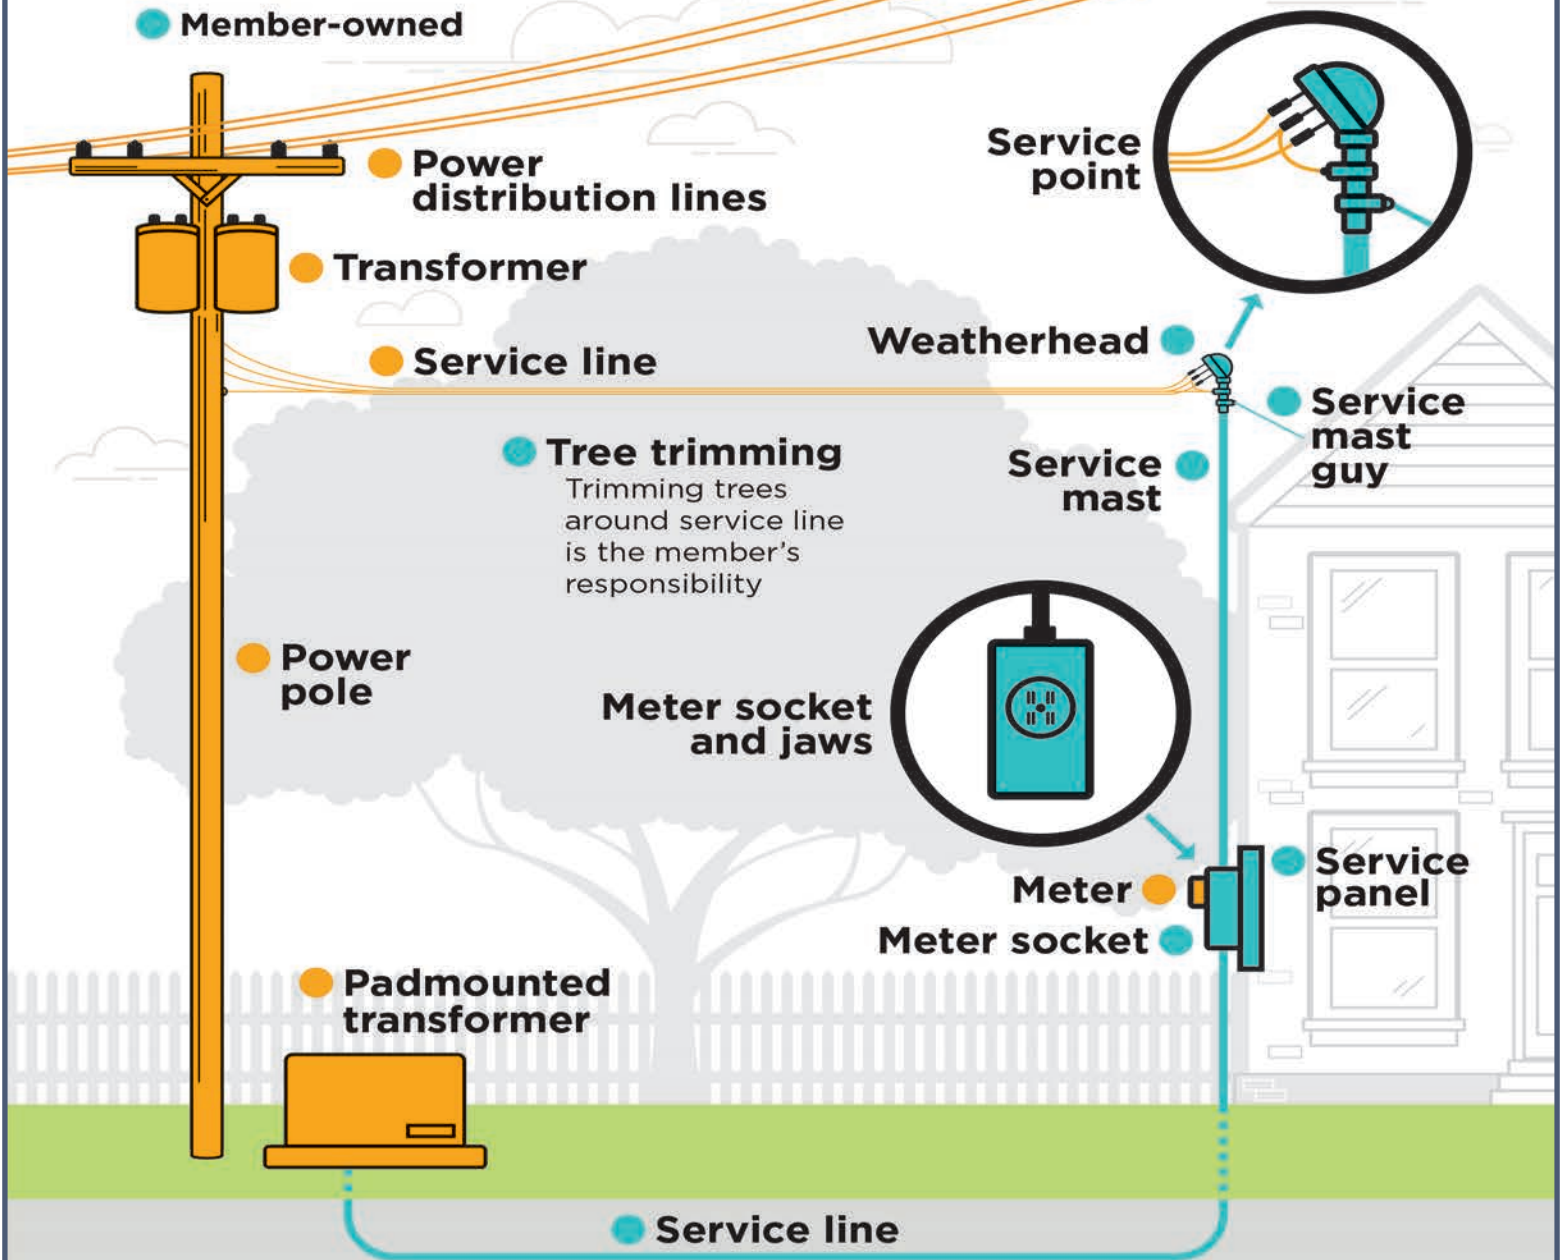 Member-owned
Power
distribution lines
Service
point
Transformer
Weatherhead
Service line
Service
mast
guy
Tree trimming
Trimming trees
around service line
is the member's
responsibility
Service
mast
Power
pole
Meter socket
and jaws
Service
panel
Meter
Meter socket
Padmounted
transformer
Service line